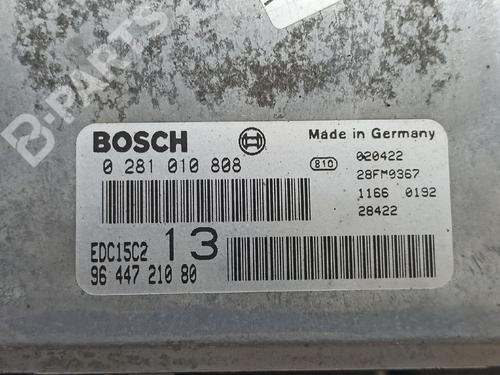 B-PARTS
BOSCH
Made in Germany
0 281 010 808
810
020422
28FM0367
1166 0192
28422
EDC15C2 13
96 447 210 80